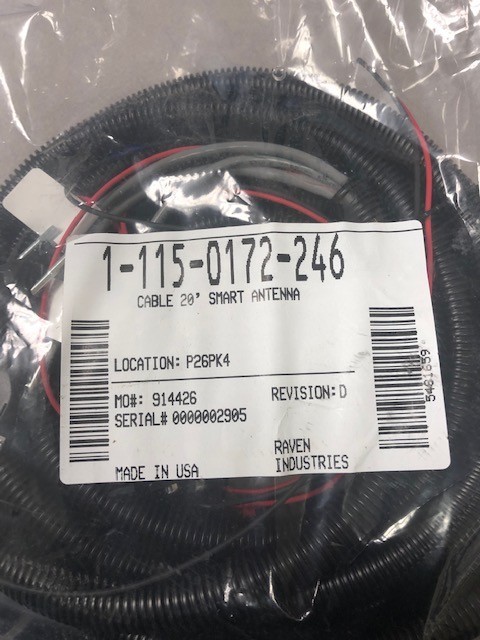 1-115-0172-246
CABLE 20' SMART ANTENNA
LOCATION: P26PK4
MO#: 914426 REVISION: D
SERIAL# 0000002905
MADE IN USA
RAVEN
INDUSTRIES
5461659